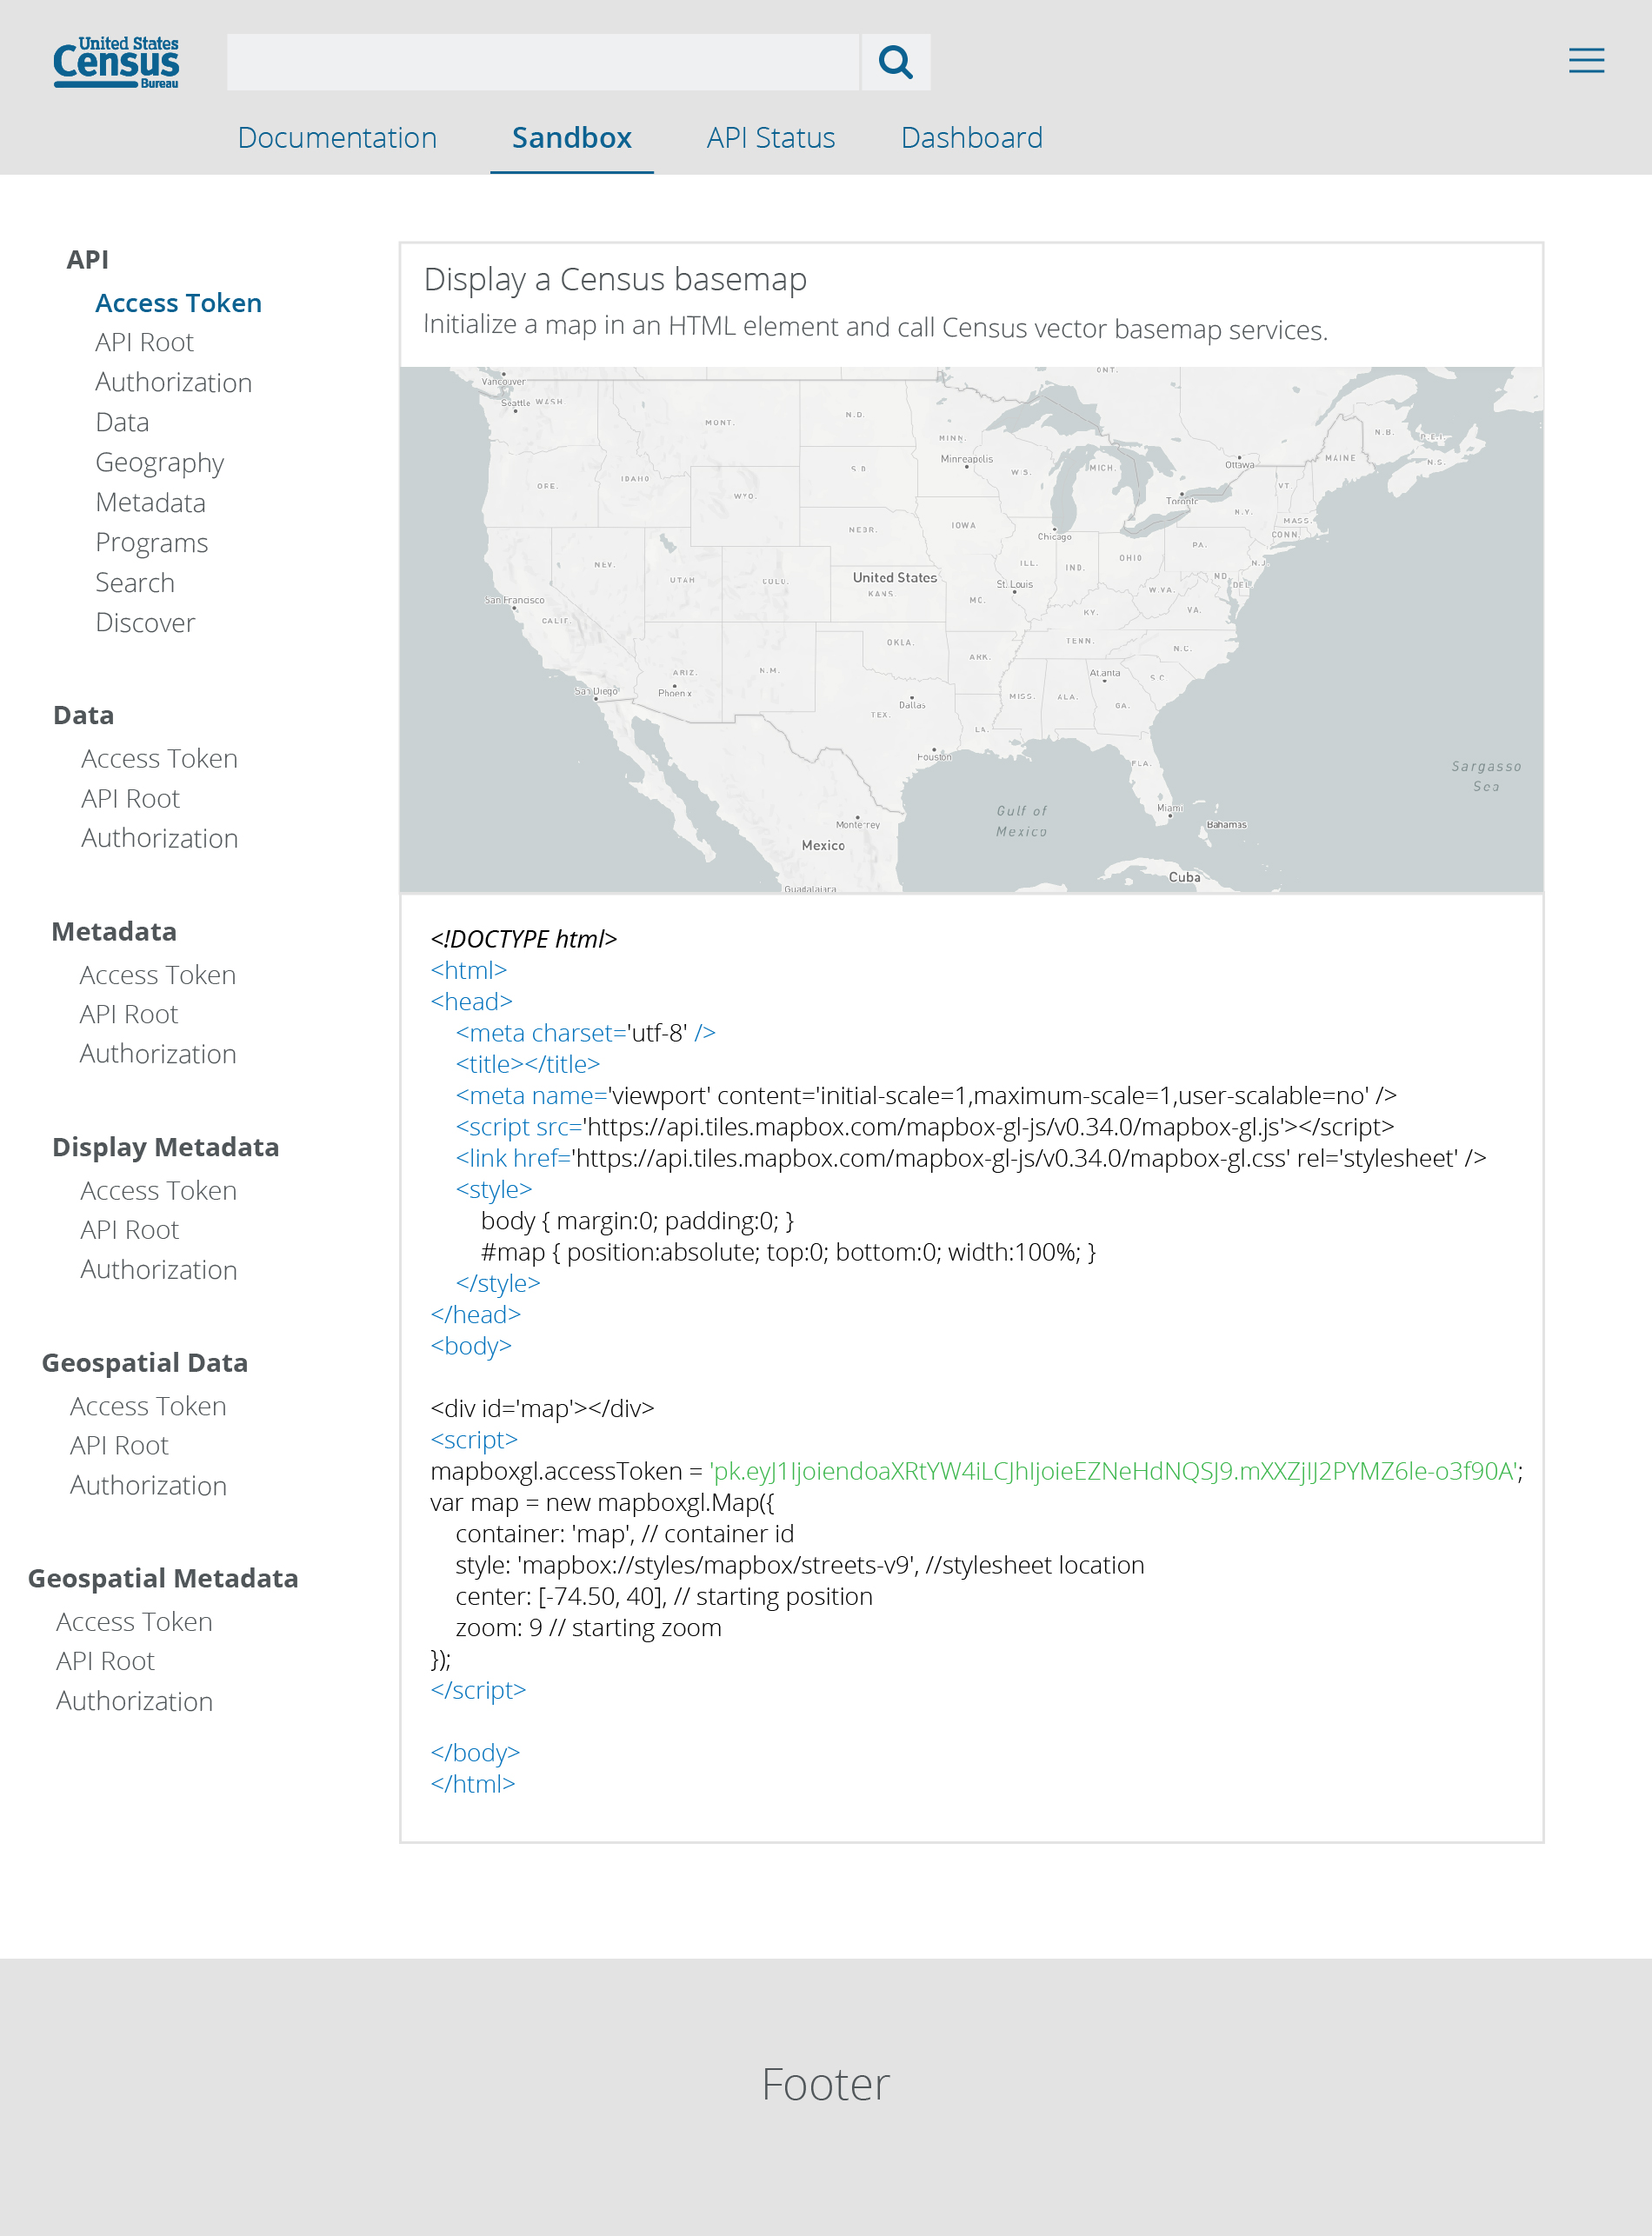 United States
Census
Bureau
Documentation
Sandbox
API Status
Dashboard
API
Access Token
API Root
Authorization
Data
Geography
Metadata
Programs
Search
Discover
Data
Access Token
API Root
Authorization
Metadata
Access Token
API Root
Authorization
Display Metadata
Access Token
API Root
Authorization
Geospatial Data
Access Token
API Root
Authorization
Geospatial Metadata
Access Token
API Root
Authorization
Display a Census basemap
Initialize a map in an HTML element and call Census vector basemap services.
Vancouver
ONT.
Seattle
WASH
MONT.
N.D.
MINN.
Minneapolis
N.B.
P.E.I.
N.S.
MAINE
Ottawa
MICH.
W.S.
S.D.
ORE.
IDAHO
WYO.
VT
Toronto
N.Y.
MASS.
CONN.
NEBR.
IOWA
Chicago
PA.
OHIO
N.J.
NEV.
UTAH
COLO.
United States
KANS.
ILL.
IND.
St. Louis
MO.
W.VA.
MD
DEL.
VA.
KY.
San Francisco
CALIF
OKLA.
TENN.
N.C.
ARK.
ARIZ.
N.M.
Atlanta
S.C.
San Diego
Phoenix
Dallas
MISS.
ALA.
GA.
TEX.
LA.
Houston
FLA.
Sargasso
Sea
Gulf of
Mexico
Miami
Bahamas
Monterrey
Mexico
Cuba
Guadalajara
<!DOCTYPE html>
<html>
<head>
<meta charset='utf-8' />
<title></title>
<meta name='viewport' content='initial-scale=1,maximum-scale=1,user-scalable=no' />
<script src='https://api.tiles.mapbox.com/mapbox-gl-js/v0.34.0/mapbox-gl.js'></script>
<link href='https://api.tiles.mapbox.com/mapbox-gl-js/v0.34.0/mapbox-gl.css' rel='stylesheet' />
<style>
body { margin:0; padding:0; }
#map { position:absolute; top:0; bottom:0; width:100%; }
</style>
</head>
<body>
<div id='map'></div>
<script>
mapboxgl.accessToken = 'pk.eyJ1IjoiendoaXRtYW4iLCJhIjoieEZNeHdNQSJ9.mXXZjIJ2PYMZ6le-o3f90A';
var map = new mapboxgl.Map({
container: 'map', // container id
style: 'mapbox://styles/mapbox/streets-v9', //stylesheet location
center: [-74.50, 40], // starting position
zoom: 9 // starting zoom
});
</script>
</body>
</html>
Footer